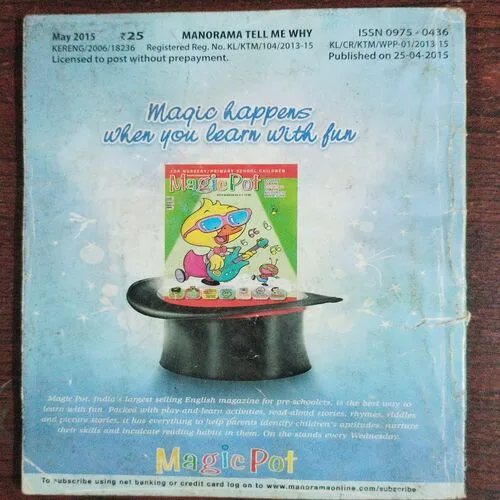 May 2015 ₹25 MANORAMA TELL ME WHY ISSN 0975 - 0436
KERENG/2006/18236 Registered Reg. No. KL/KTM/104/2013-15 KL/CR/KTM/WPP-01/2013-15
Licensed to post without prepayment. Published on 25-04-2015
Magic happens
when you learn with fun
FOR NURSERY/PRIMARY SCHOOL CHILDREN
Magic Pot
Magic Pot, India's largest selling English magazine for pre-schoolers, is the best way to
learn with fun. Packed with play-and-learn activities, read-aloud stories, rhymes, riddles
and picture stories, it has everything to help parents identify children's aptitudes, nurture
their skills and inculcate reading habits in them. On the stands every Wednesday.
Magic Pot
To subscribe using net banking or credit card log on to www.manoramaonline.com/subscribe